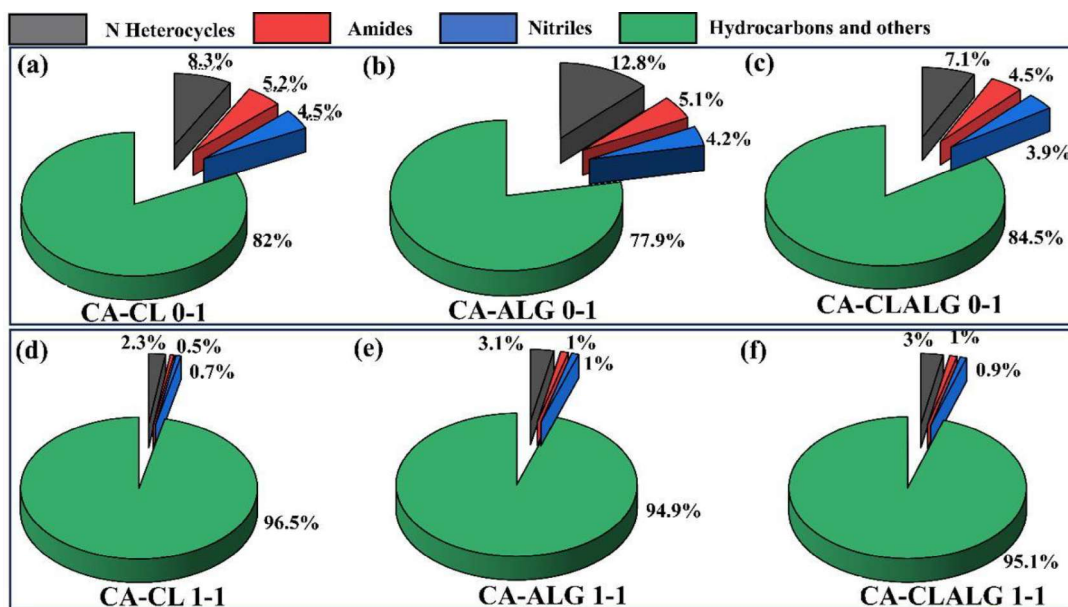 N Heterocycles Amides Nitriles Hydrocarbons and others
(a) 8.3% 5.2% 4.5% 82%
CA-CL 0-1
(b) 12.8% 5.1% 4.2% 77.9%
CA-ALG 0-1
(c) 7.1% 4.5% 3.9% 84.5%
CA-CLALG 0-1
(d) 2.3% 0.5% 0.7% 96.5%
CA-CL 1-1
(e) 3.1% 1% 1% 94.9%
CA-ALG 1-1
(f) 3% 1% 0.9% 95.1%
CA-CLALG 1-1